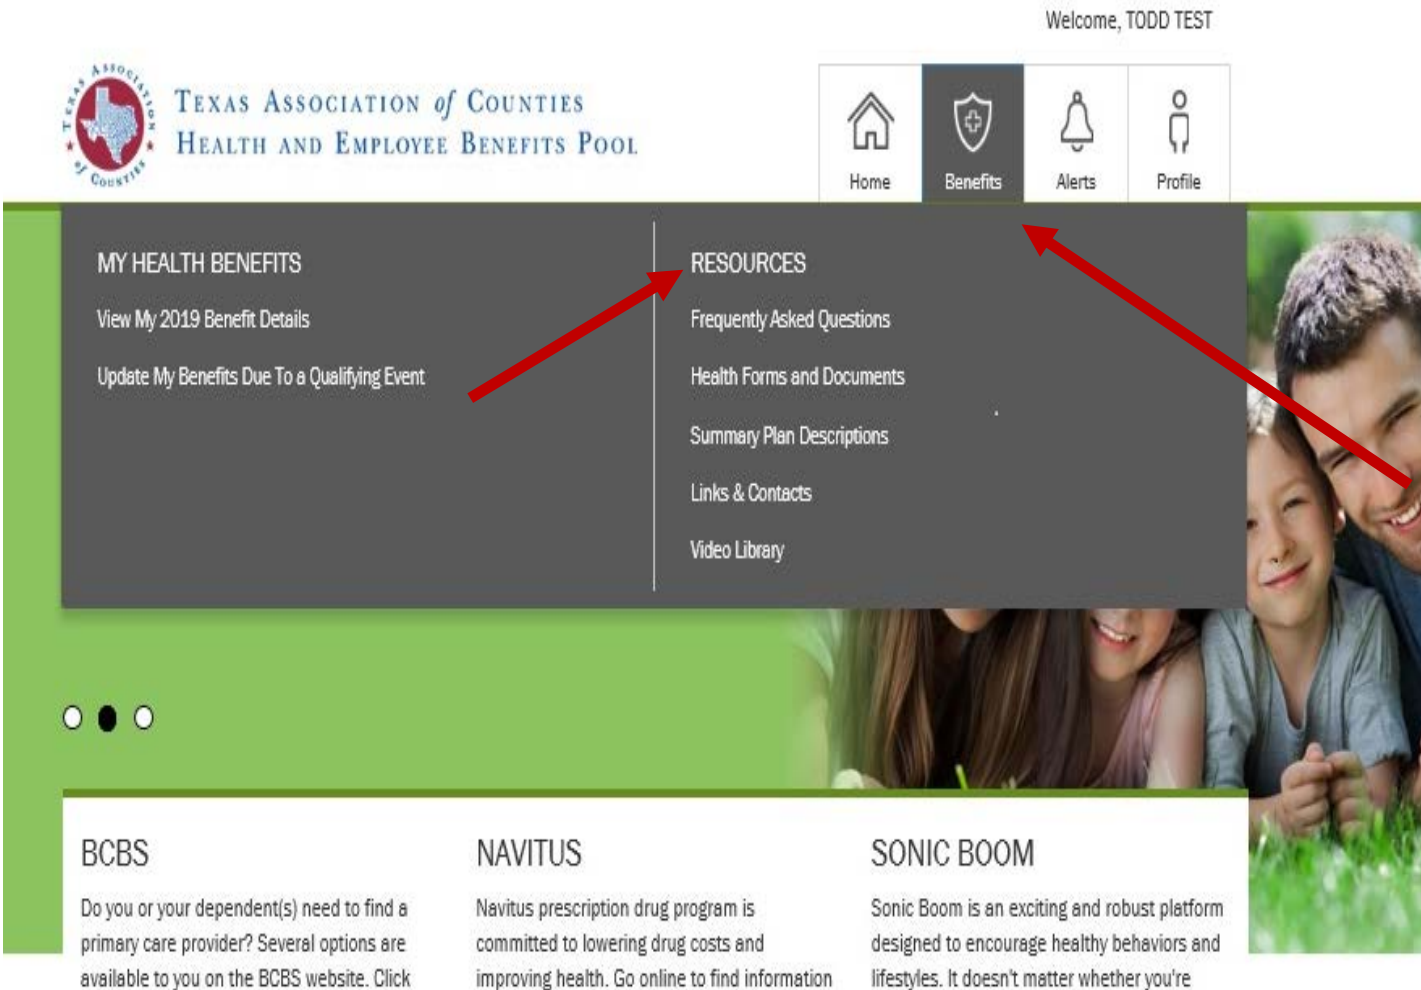 Welcome, TODD TEST
TEXAS ASSOCIATION of COUNTIES
HEALTH AND EMPLOYEE BENEFITS POOL
TEXAS ASSOCIATION
of COUNTIES
Home
Benefits
Alerts
Profile
MY HEALTH BENEFITS
View My 2019 Benefit Details
Update My Benefits Due To a Qualifying Event
RESOURCES
Frequently Asked Questions
Health Forms and Documents
Summary Plan Descriptions
Links & Contacts
Video Library
BCBS
Do you or your dependent(s) need to find a
primary care provider? Several options are
available to you on the BCBS website. Click
NAVITUS
Navitus prescription drug program is
committed to lowering drug costs and
improving health. Go online to find information
SONIC BOOM
Sonic Boom is an exciting and robust platform
designed to encourage healthy behaviors and
lifestyles. It doesn't matter whether you're